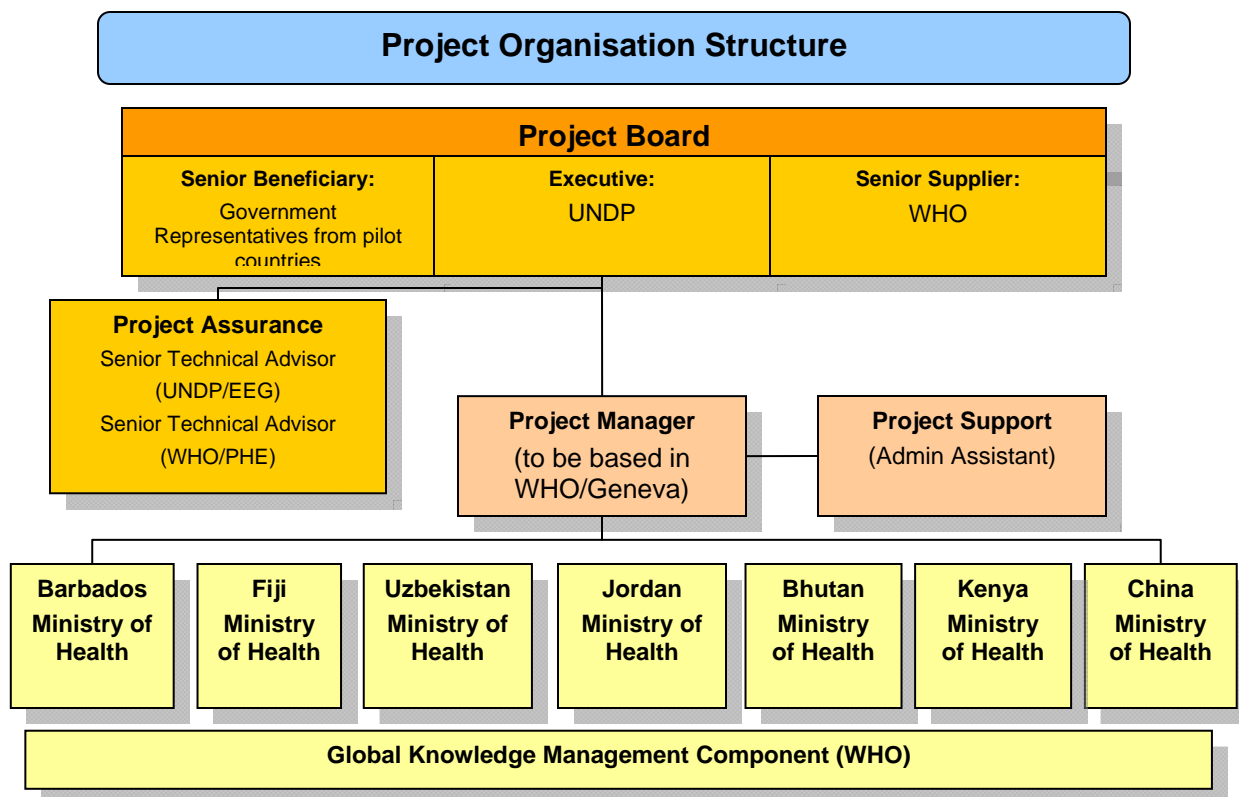 Project Organisation Structure
Project Board
Senior Beneficiary:
Government
Representatives from pilot
countries
Executive:
UNDP
Senior Supplier:
WHO
Project Assurance
Senior Technical Advisor
(UNDP/EEG)
Senior Technical Advisor
(WHO/PHE)
Project Manager
(to be based in
WHO/Geneva)
Project Support
(Admin Assistant)
Barbados
Ministry of
Health
Fiji
Ministry
of Health
Uzbekistan
Ministry of
Health
Jordan
Ministry of
Health
Bhutan
Ministry
of Health
Kenya
Ministry
of Health
China
Ministry
of Health
Global Knowledge Management Component (WHO)